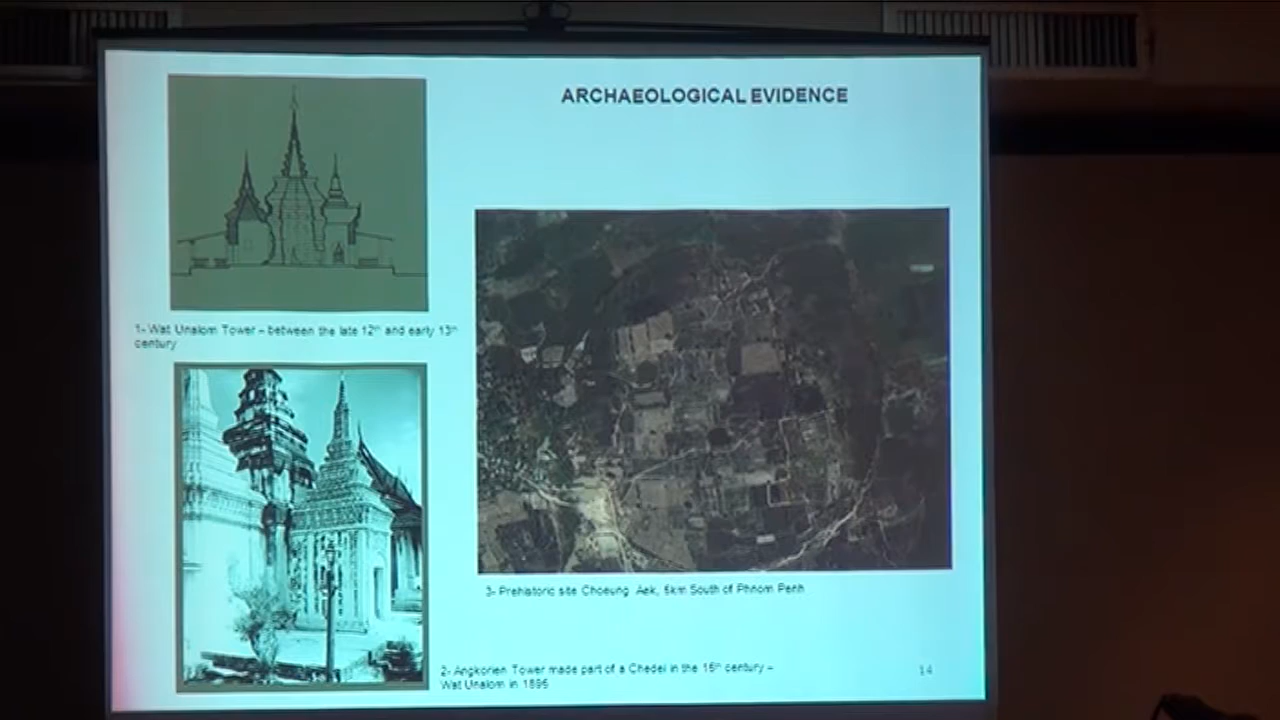 ARCHAEOLOGICAL EVIDENCE
1- Wat Unalom Tower – between the late 12th and early 13th
century
3- Prehistoric site Choeung Aek, 5km South of Phnom Penh
2- Angkorien Tower made part of a Chedei in the 15th century –
Wat Unalom in 1895
14